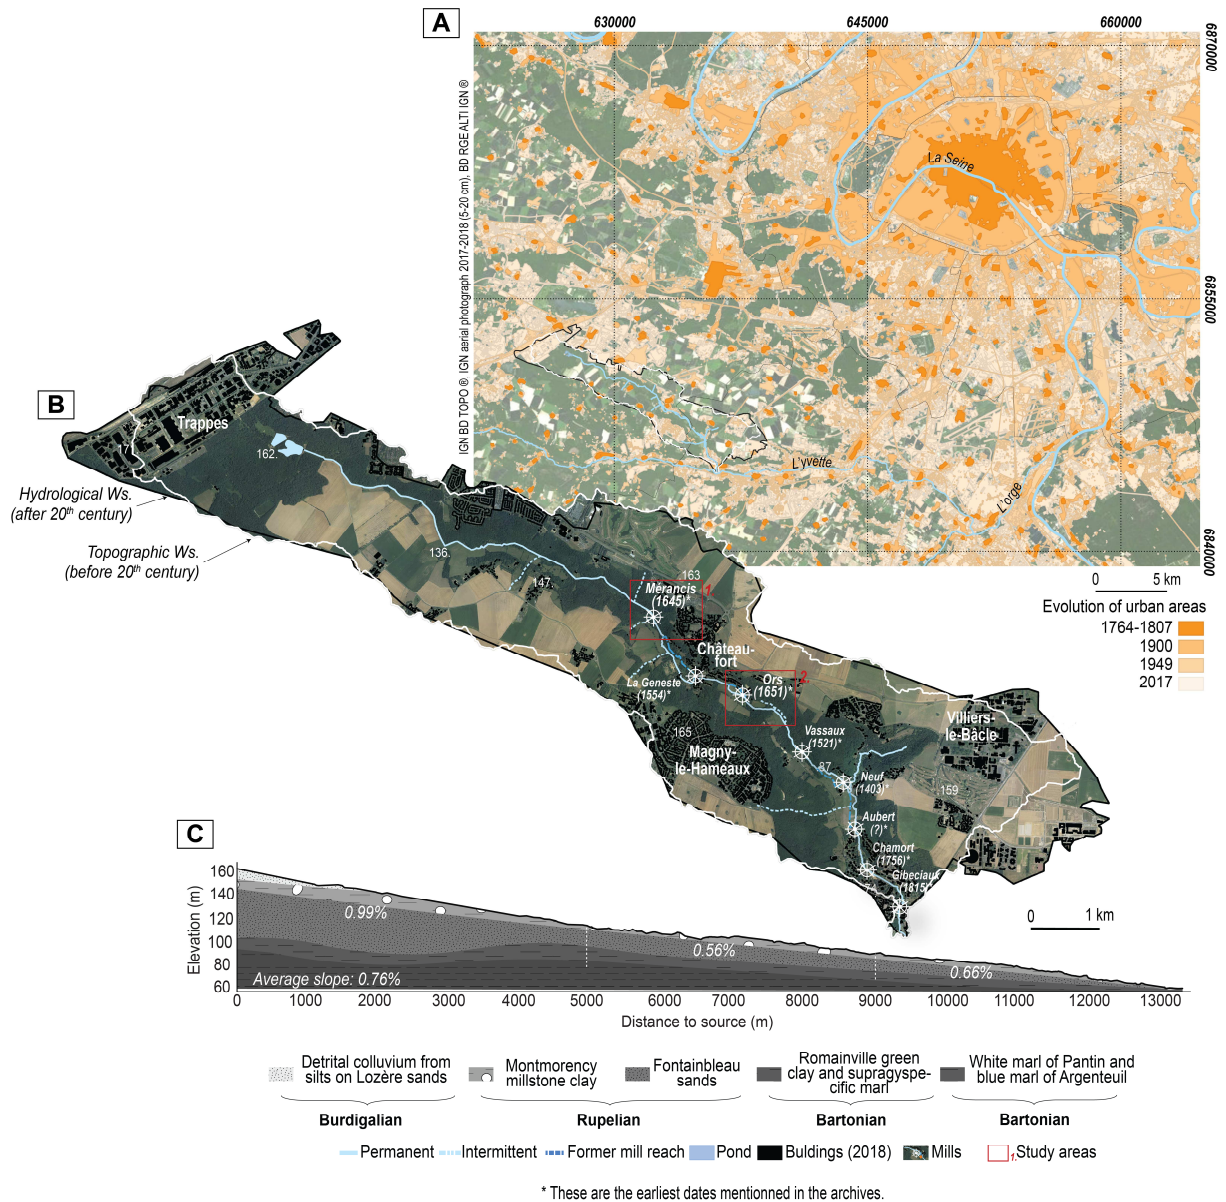 A
630000
645000
660000
6870000
6855000
6840000
IGN BD TOPO ® IGN aerial photograph 2017-2018 (5-20 cm), BD RGE ALTI IGN ®
La Seine
L'yvette
L'orge
0 5 km
Evolution of urban areas
1764-1807
1900
1949
2017
B
Trappes
17
162.
Hydrological Ws.
(after 20th century)
Topographic Ws.
(before 20th century)
136.
147.
163
1.
Mérancis
(1645)*
Château-
fort
2.
La Geneste
(1554)*
Ors
(1651)*
165
Magny-
le-Hameaux
Vassaux
(1521)*
87
Villiers-
le-Bâcle
Neuf
(1403)*
159
Aubert
(?)*
Chamort
(1756)*
Gibeciaux
(1815)*
74
0 1 km
C
Elevation (m)
160
140
120
100
80
60
0.99%
0.56%
0.66%
Average slope: 0.76%
0 1000 2000 3000 4000 5000 6000 7000 8000 9000 10000 11000 12000 13000
Distance to source (m)
Detrital colluvium from
silts on Lozère sands
Montmorency
millstone clay
Fontainbleau
sands
Romainville green
clay and supragyspe-
cific marl
White marl of Pantin and
blue marl of Argenteuil
Burdigalian
Rupelian
Bartonian
Bartonian
Permanent
Intermittent
Former mill reach
Pond
Buldings (2018)
Mills
1.
Study areas
* These are the earliest dates mentionned in the archives.